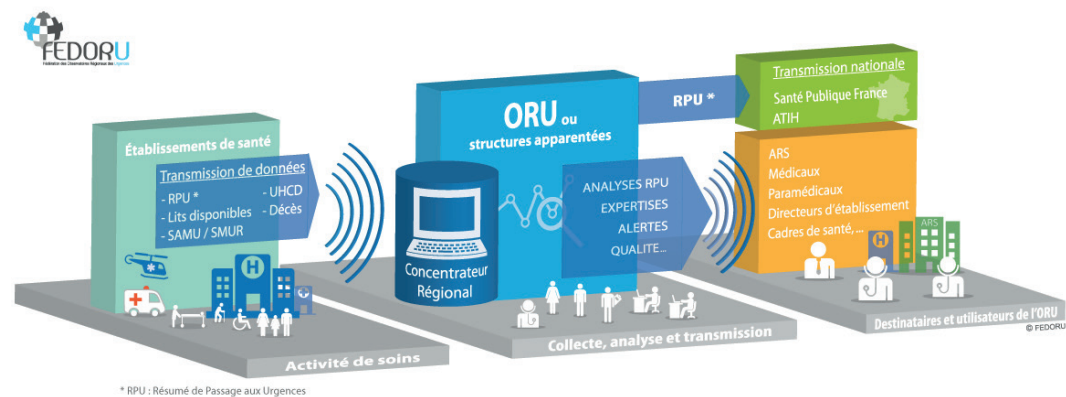 FEDORU
Fédération des Observatoires Régionaux des Urgences
Établissements de santé
Transmission de données
- RPU *
- Lits disponibles
- SAMU / SMUR
- UHCD
- Décès
H
H
Activité de soins
* RPU : Résumé de Passage aux Urgences
Concentrateur
Régional
ORU ou
structures apparentées
ANALYSES RPU
EXPERTISES
ALERTES
QUALITE...
Collecte, analyse et transmission
RPU *
Transmission nationale
Santé Publique France
ATIH
ARS
Médicaux
Paramédicaux
Directeurs d'établissement
Cadres de santé,...
H
ARS
Destinataires et utilisateurs de l'ORU
© FEDORU